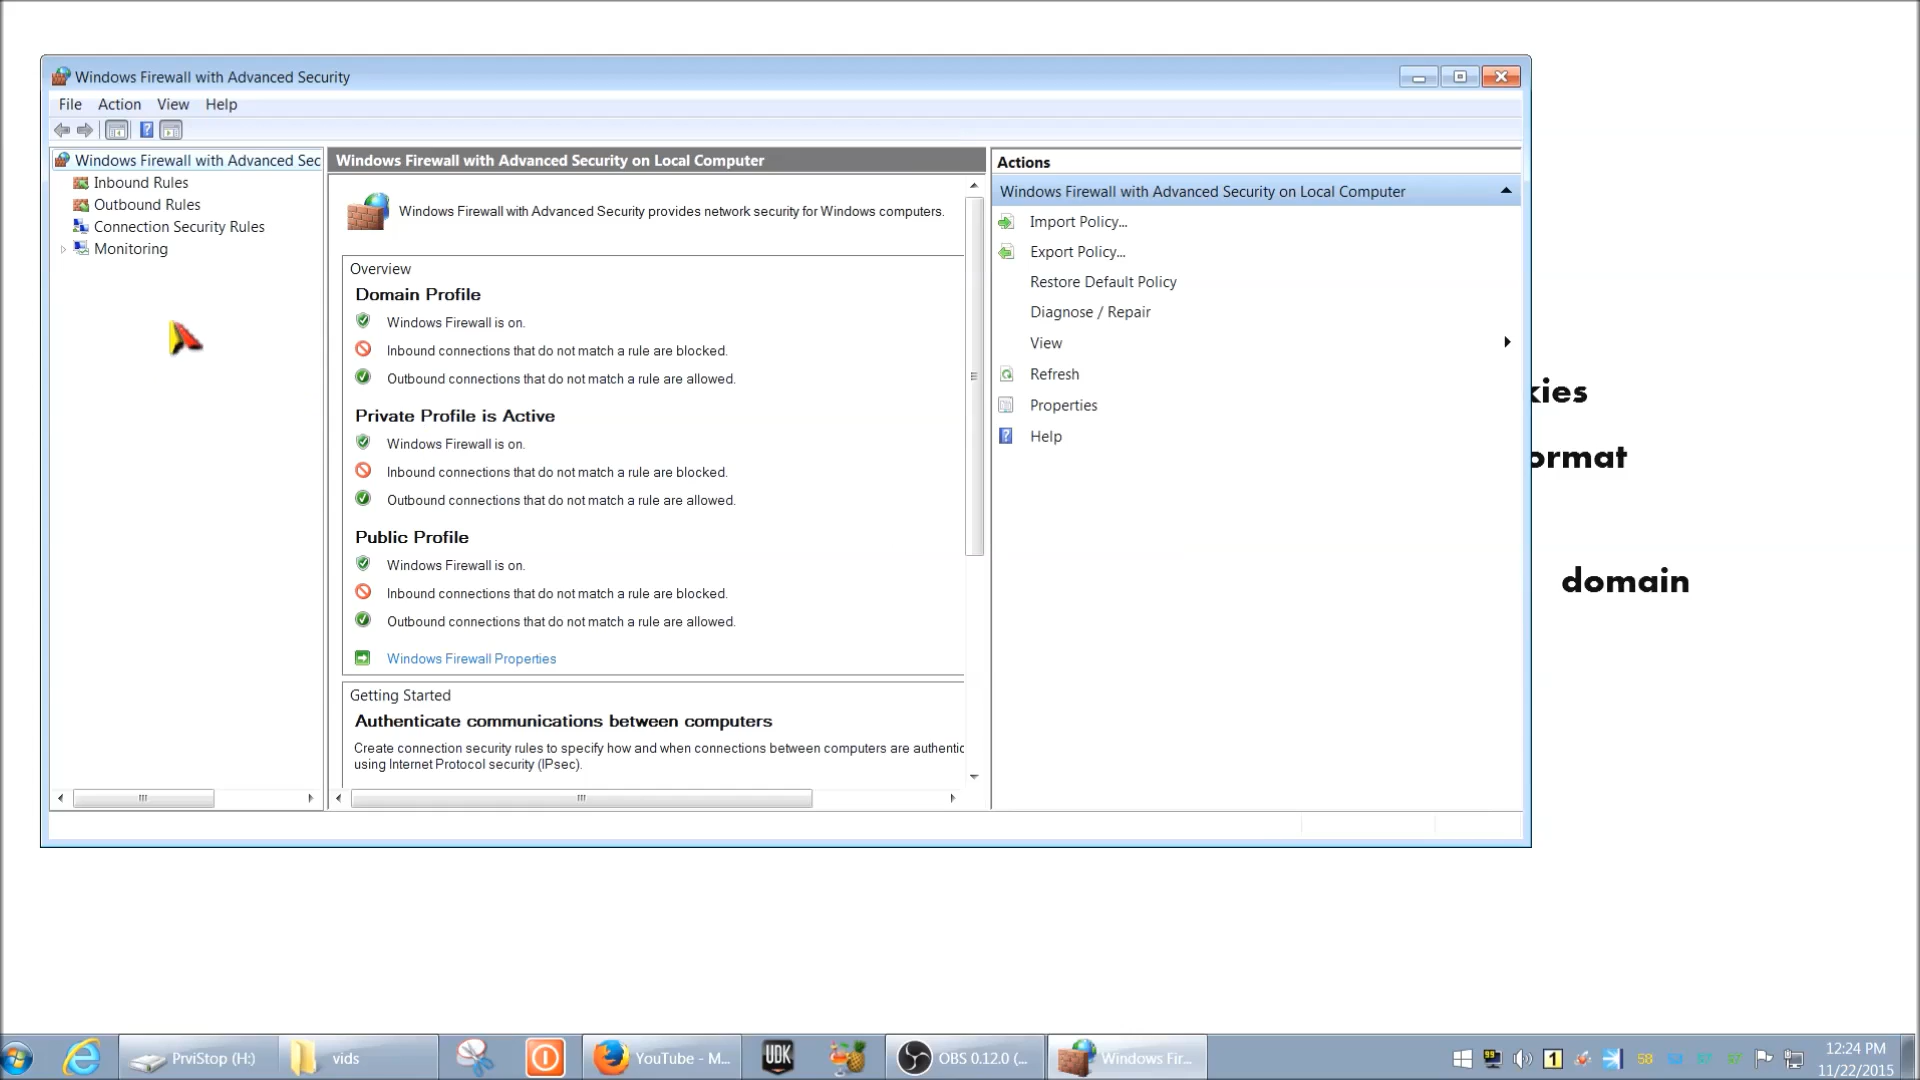 Windows Firewall with Advanced Security
File Action View Help
Windows Firewall with Advanced Sec
Inbound Rules
Outbound Rules
Connection Security Rules
Monitoring
Windows Firewall with Advanced Security on Local Computer
Windows Firewall with Advanced Security provides network security for Windows computers.
Overview
Domain Profile
Windows Firewall is on.
Inbound connections that do not match a rule are blocked.
Outbound connections that do not match a rule are allowed.
Private Profile is Active
Windows Firewall is on.
Inbound connections that do not match a rule are blocked.
Outbound connections that do not match a rule are allowed.
Public Profile
Windows Firewall is on.
Inbound connections that do not match a rule are blocked.
Outbound connections that do not match a rule are allowed.
Windows Firewall Properties
Getting Started
Authenticate communications between computers
Create connection security rules to specify how and when connections between computers are authentic
using Internet Protocol security (IPsec).
Actions
Windows Firewall with Advanced Security on Local Computer
Import Policy...
Export Policy...
Restore Default Policy
Diagnose / Repair
View
Refresh
Properties
Help
kies
ormat
domain
PrviStop (H:)
vids
YouTube - M...
UDK
OBS 0.12.0 (...
Windows Fir...
99
1
58
12:24 PM
11/22/2015